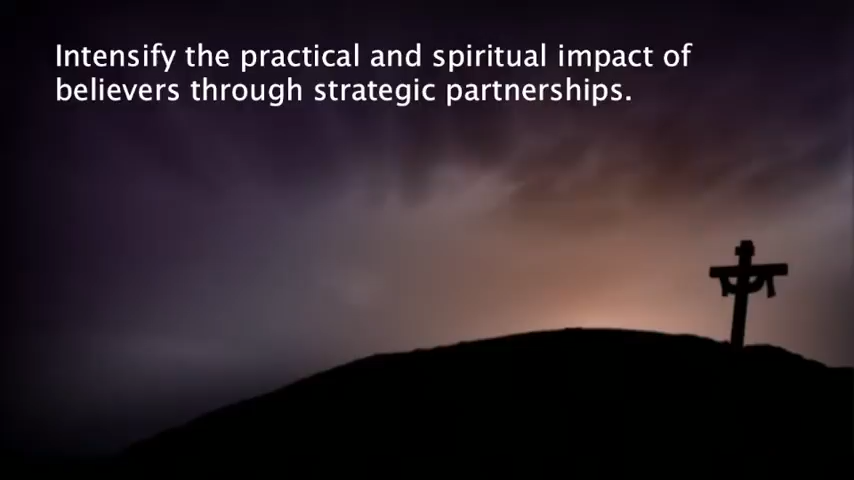 Intensify the practical and spiritual impact of
believers through strategic partnerships.